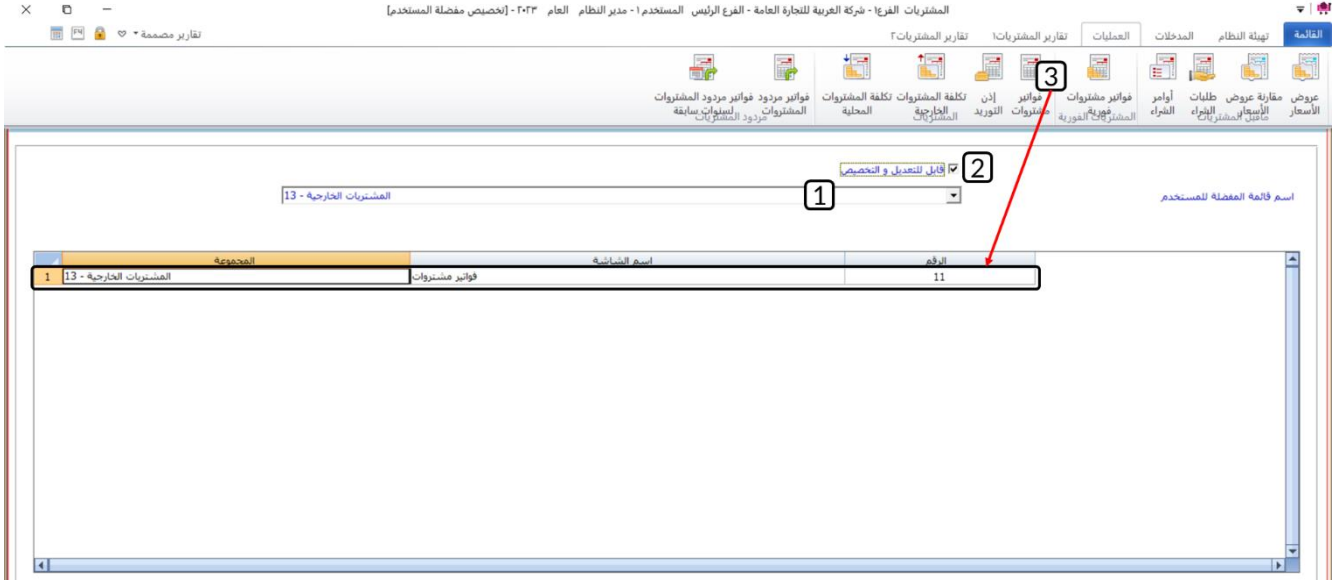 المشتريات الفرع١ - شركة الغربية للتجارة العامة - الفرع الرئيس المستخدم ١ - مدير النظام العام ٢٠٢٣ - [تخصيص مفضلة المستخدم]
القائمة تهيئة النظام المدخلات العمليات تقارير المشتريات١ تقارير المشتريات٢ تقارير مصممة
عروض الأسعار
مقارنة عروض الأسعار
طلبات الشراء
أوامر الشراء
ماقبل المشتريات
فواتير مشتروات فورية
المشتريات الفورية
فواتير مشتروات
إذن التوريد
تكلفة المشتروات الخارجية
تكلفة المشتروات المحلية
المشتريات
فواتير مردود المشتروات
فواتير مردود المشتروات لسنوات سابقة
مردود المشتريات
3
قابل للتعديل و التخصيص 2
اسم قائمة المفضلة للمستخدم 1 المشتريات الخارجية - 13
الرقم اسم الشاشة المجموعة
11 فواتير مشتروات المشتريات الخارجية - 13 1